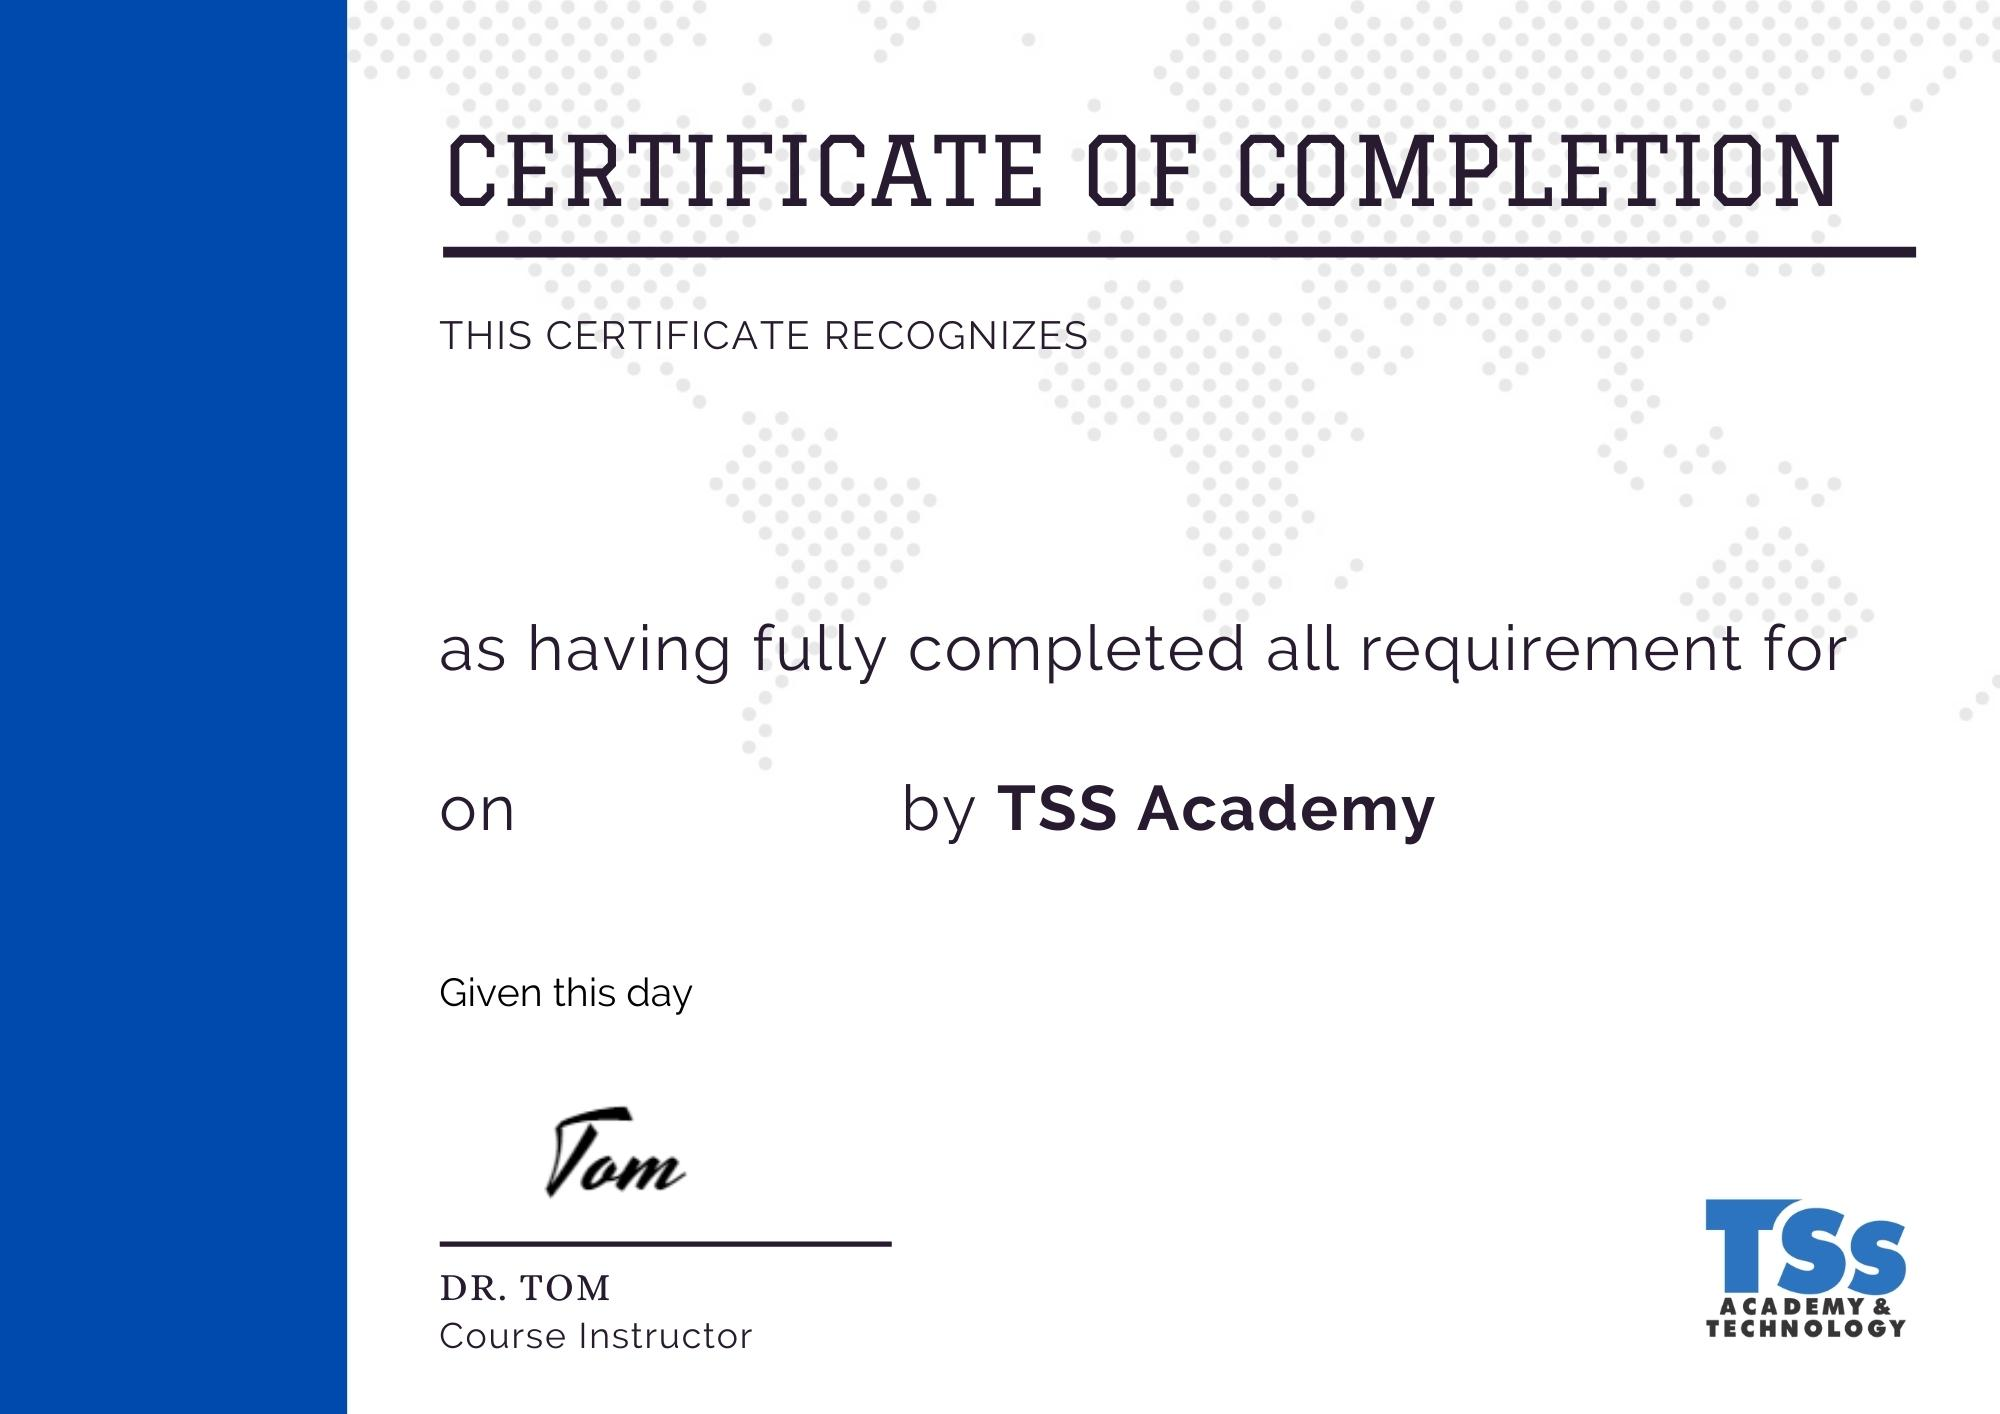 CERTIFICATE OF COMPLETION
THIS CERTIFICATE RECOGNIZES
as having fully completed all requirement for
on by TSS Academy
Given this day
Tom
DR. TOM
Course Instructor
TSS
ACADEMY &
TECHNOLOGY